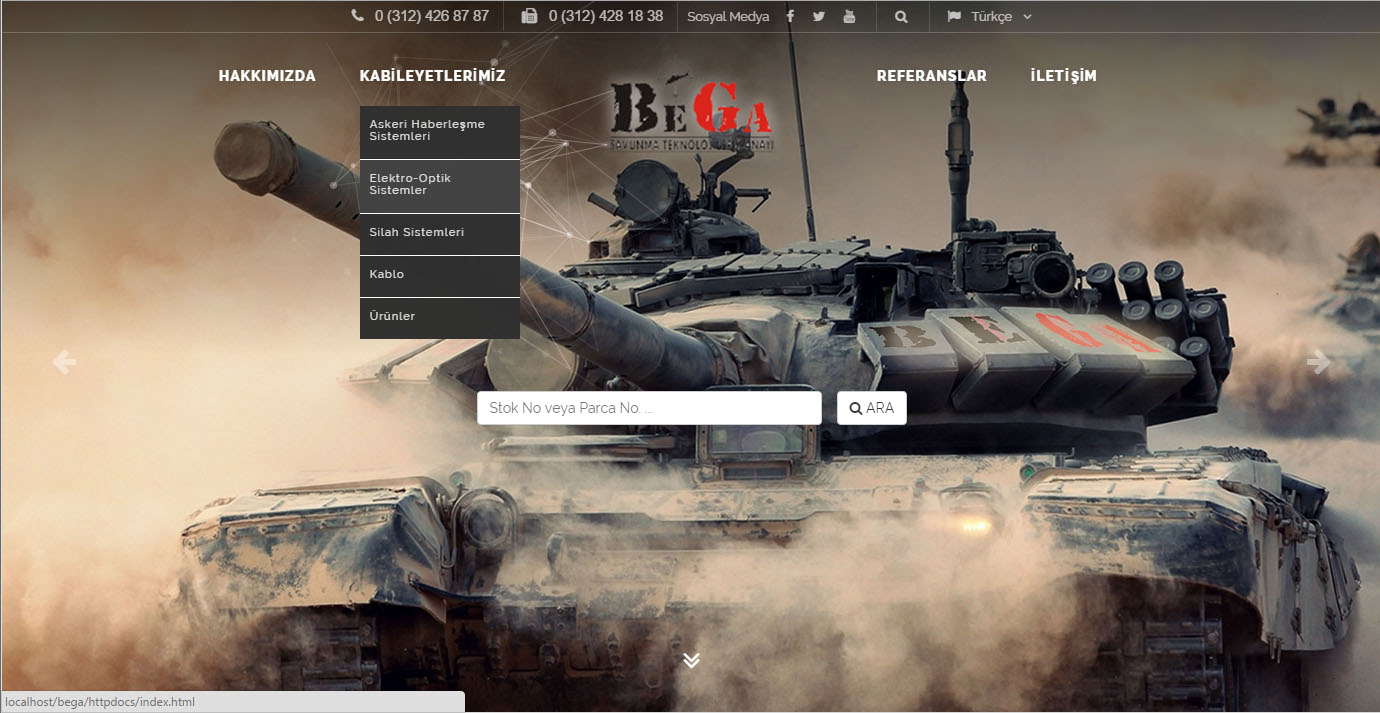 0 (312) 426 87 87
0 (312) 428 18 38
Sosyal Medya
Türkçe
HAKKIMIZDA
KABİLEYETLERİMİZ
BEGA
SAVUNMA TEKNOLOJİLERİ SANAYİ
REFERANSLAR
İLETİŞİM
Askeri Haberleşme
Sistemleri
Elektro-Optik
Sistemler
Silah Sistemleri
Kablo
Ürünler
BEGA
Stok No veya Parca No. ...
ARA
localhost/bega/httpdocs/index.html